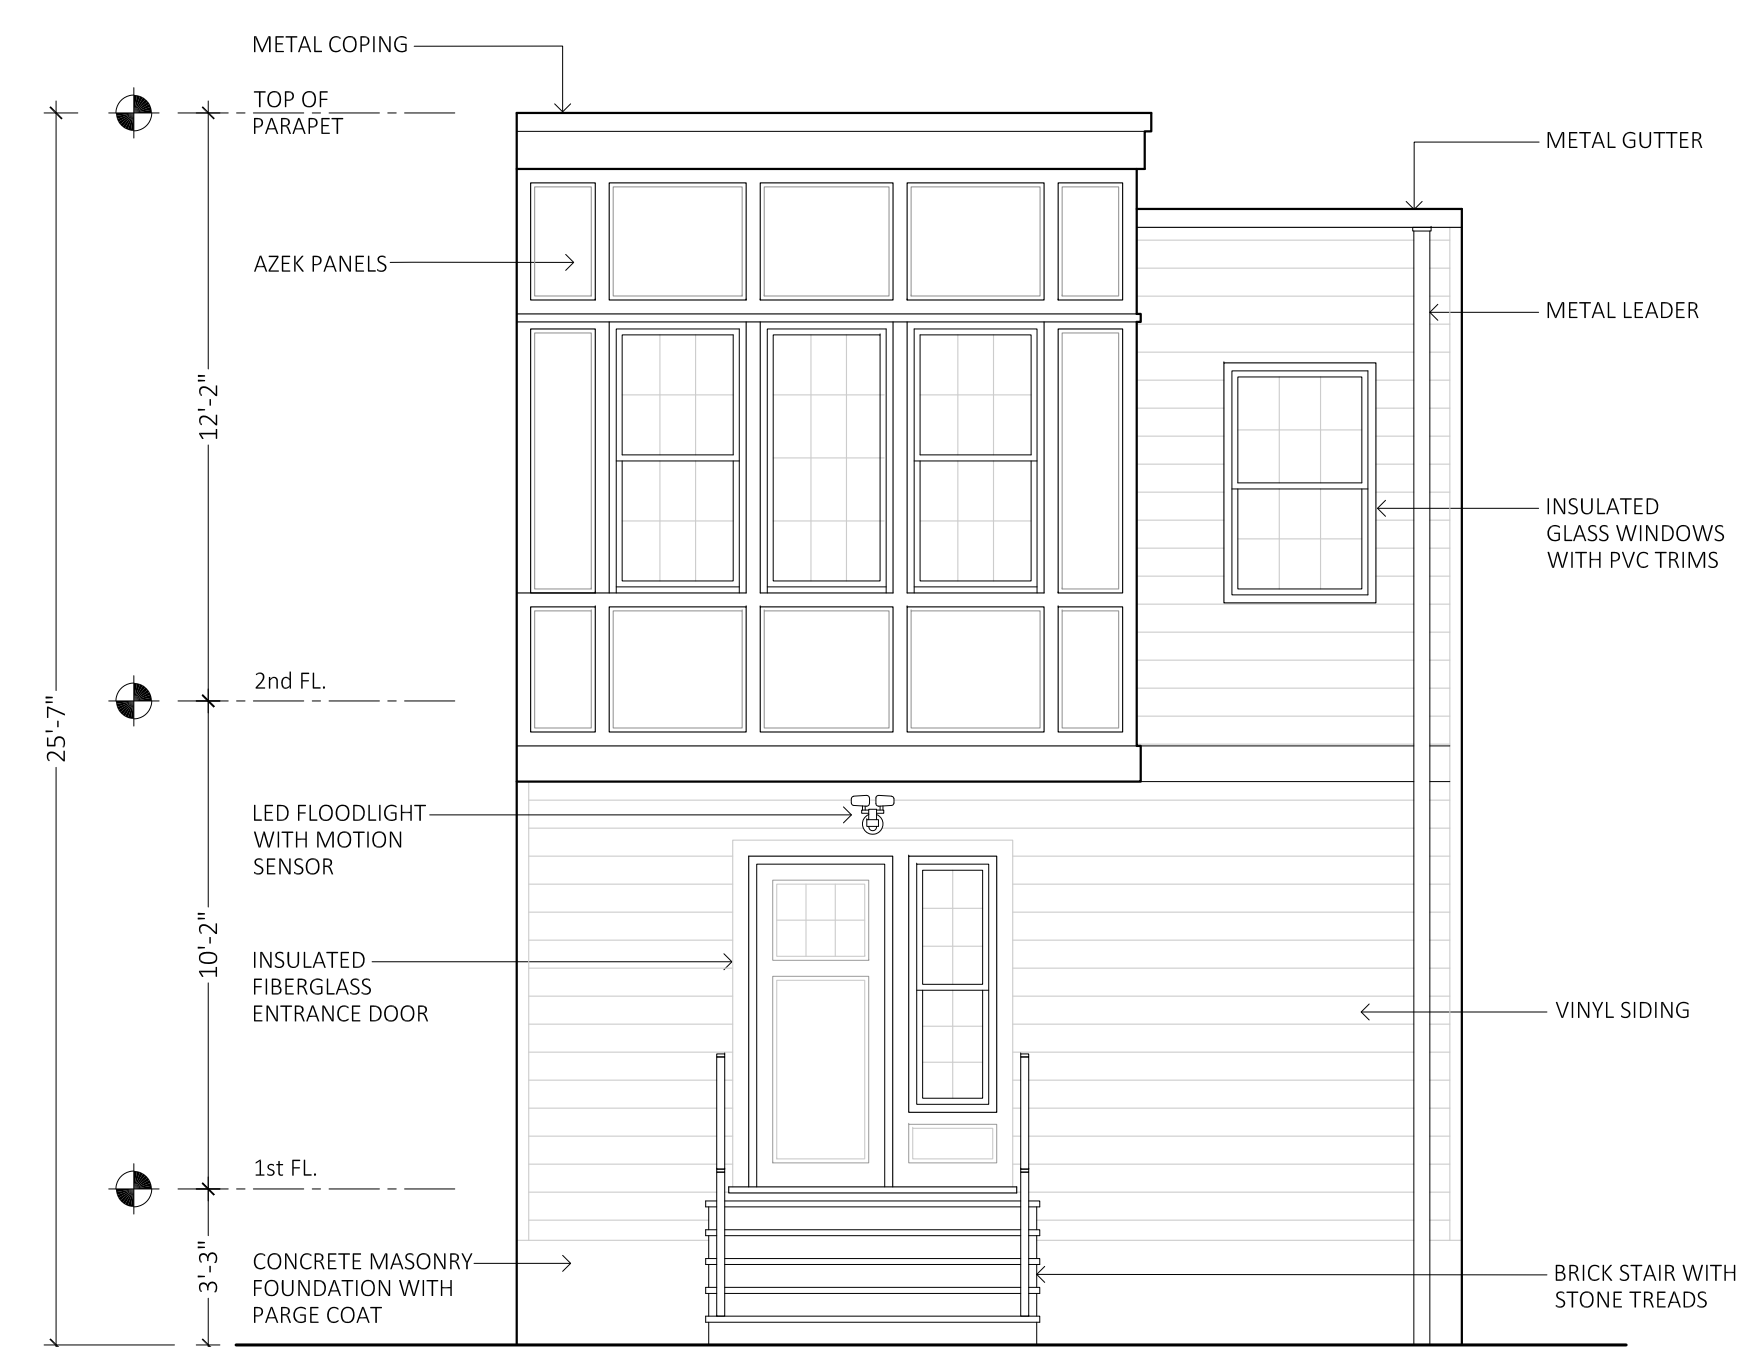 METAL COPING
TOP OF
PARAPET
METAL GUTTER
AZEK PANELS
METAL LEADER
12'-2"
INSULATED
GLASS WINDOWS
WITH PVC TRIMS
2nd FL.
25'-7"
LED FLOODLIGHT
WITH MOTION
SENSOR
10'-2"
INSULATED
FIBERGLASS
ENTRANCE DOOR
VINYL SIDING
1st FL.
3'-3"
CONCRETE MASONRY
FOUNDATION WITH
PARGE COAT
BRICK STAIR WITH
STONE TREADS